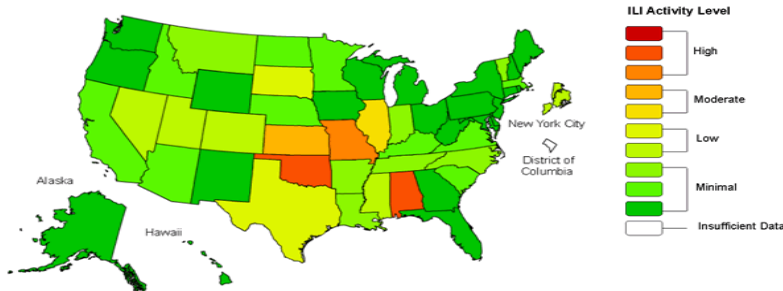 ILI Activity Level
High
Moderate
Low
Minimal
Insufficient Data
New York City
District of
Columbia
Alaska
Hawaii